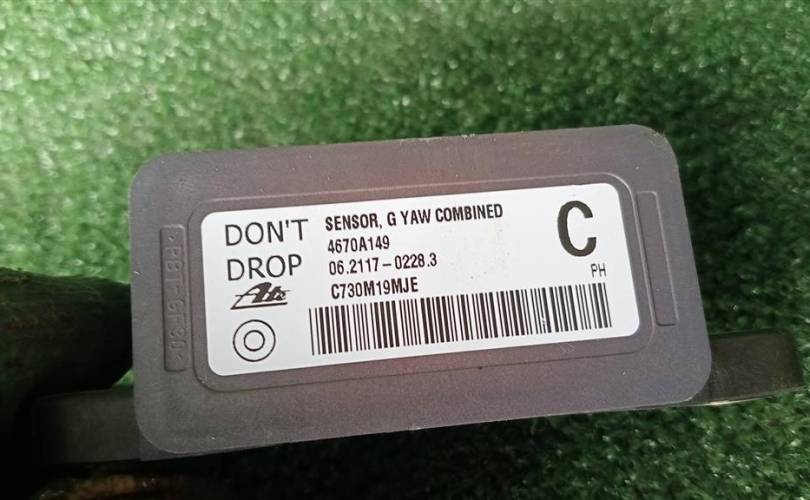 DON'T
DROP
SENSOR, G YAW COMBINED
4670A149
06.2117-0228.3
C730M19MJE
C
PH
Ate